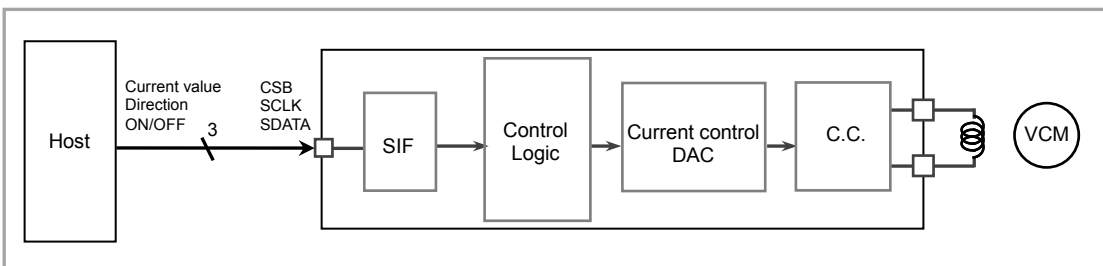 Host
Current value
Direction
ON/OFF
3
CSB
SCLK
SDATA
SIF
Control
Logic
Current control
DAC
C.C.
VCM